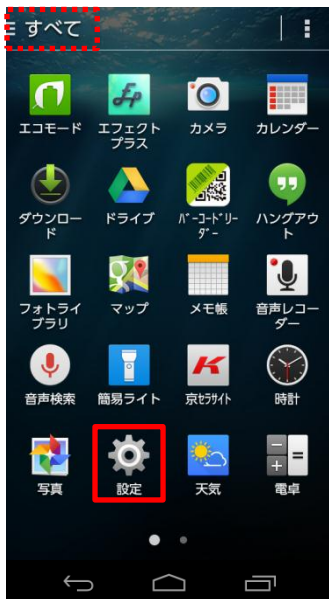 すべて
エコモード
エフェクト
プラス
カメラ
カレンダー
ダウンロー
ド
ドライブ
バーコードリー
ダー
ハングアウ
ト
フォトライ
ブラリ
マップ
メモ帳
音声レコー
ダー
音声検索
簡易ライト
京セラサイト
時計
写真
設定
天気
電卓